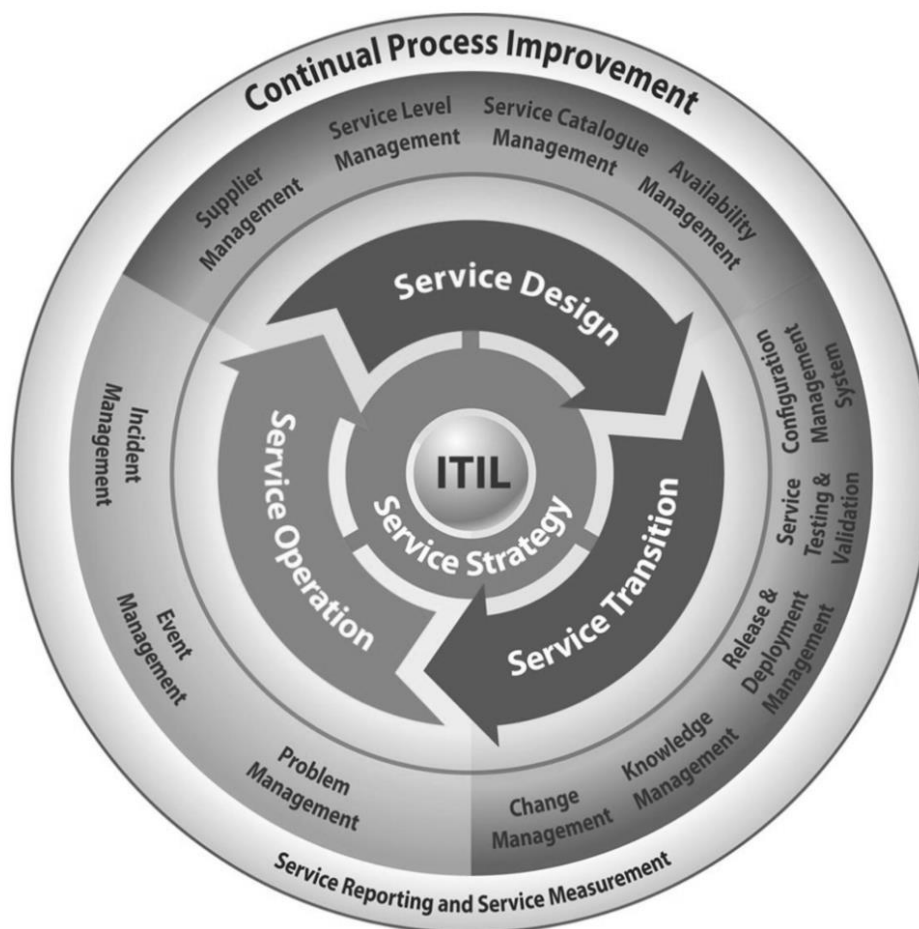 Continual Process Improvement
Supplier
Management
Service Level
Management
Service Catalogue
Management
Availability
Management
Configuration
Management
System
Service
Testing &
Validation
Release &
Deployment
Management
Knowledge
Management
Change
Management
Problem
Management
Event
Management
Incident
Management
Service Design
Service Transition
Service Operation
Service Strategy
ITIL
Service Reporting and Service Measurement